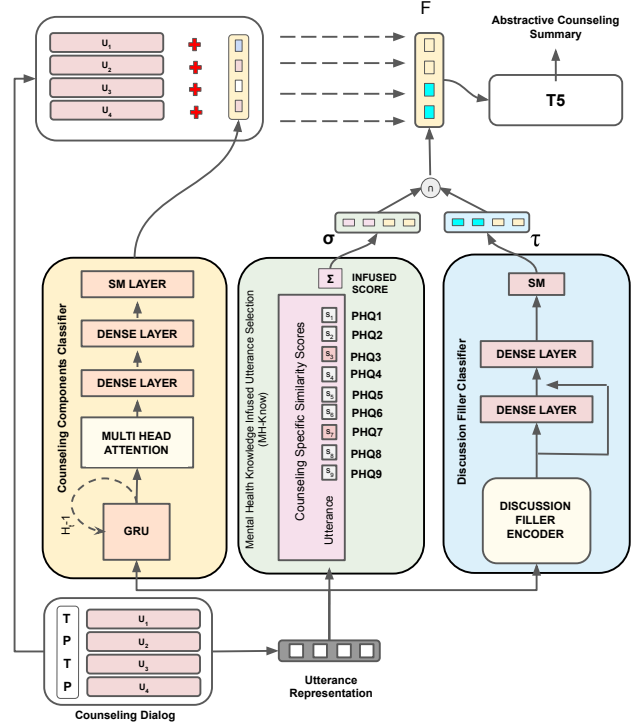 F
Abstractive Counseling
Summary
U1
U2
U3
U4
T5
∩
σ
τ
Counseling Components Classifier
SM LAYER
DENSE LAYER
DENSE LAYER
MULTI HEAD
ATTENTION
GRU
Ht-1
Mental Health Knowledge Infused Utterance Selection
(MH-Know)
Σ
INFUSED
SCORE
Counseling Specific Similarity Scores
Utterance
S1 PHQ1
S2 PHQ2
S3 PHQ3
S4 PHQ4
S5 PHQ5
S6 PHQ6
S7 PHQ7
S8 PHQ8
S9 PHQ9
Discussion Filler Classifier
SM
DENSE LAYER
DENSE LAYER
DISCUSSION
FILLER
ENCODER
T U1
P U2
T U3
P U4
Counseling Dialog
Utterance
Representation